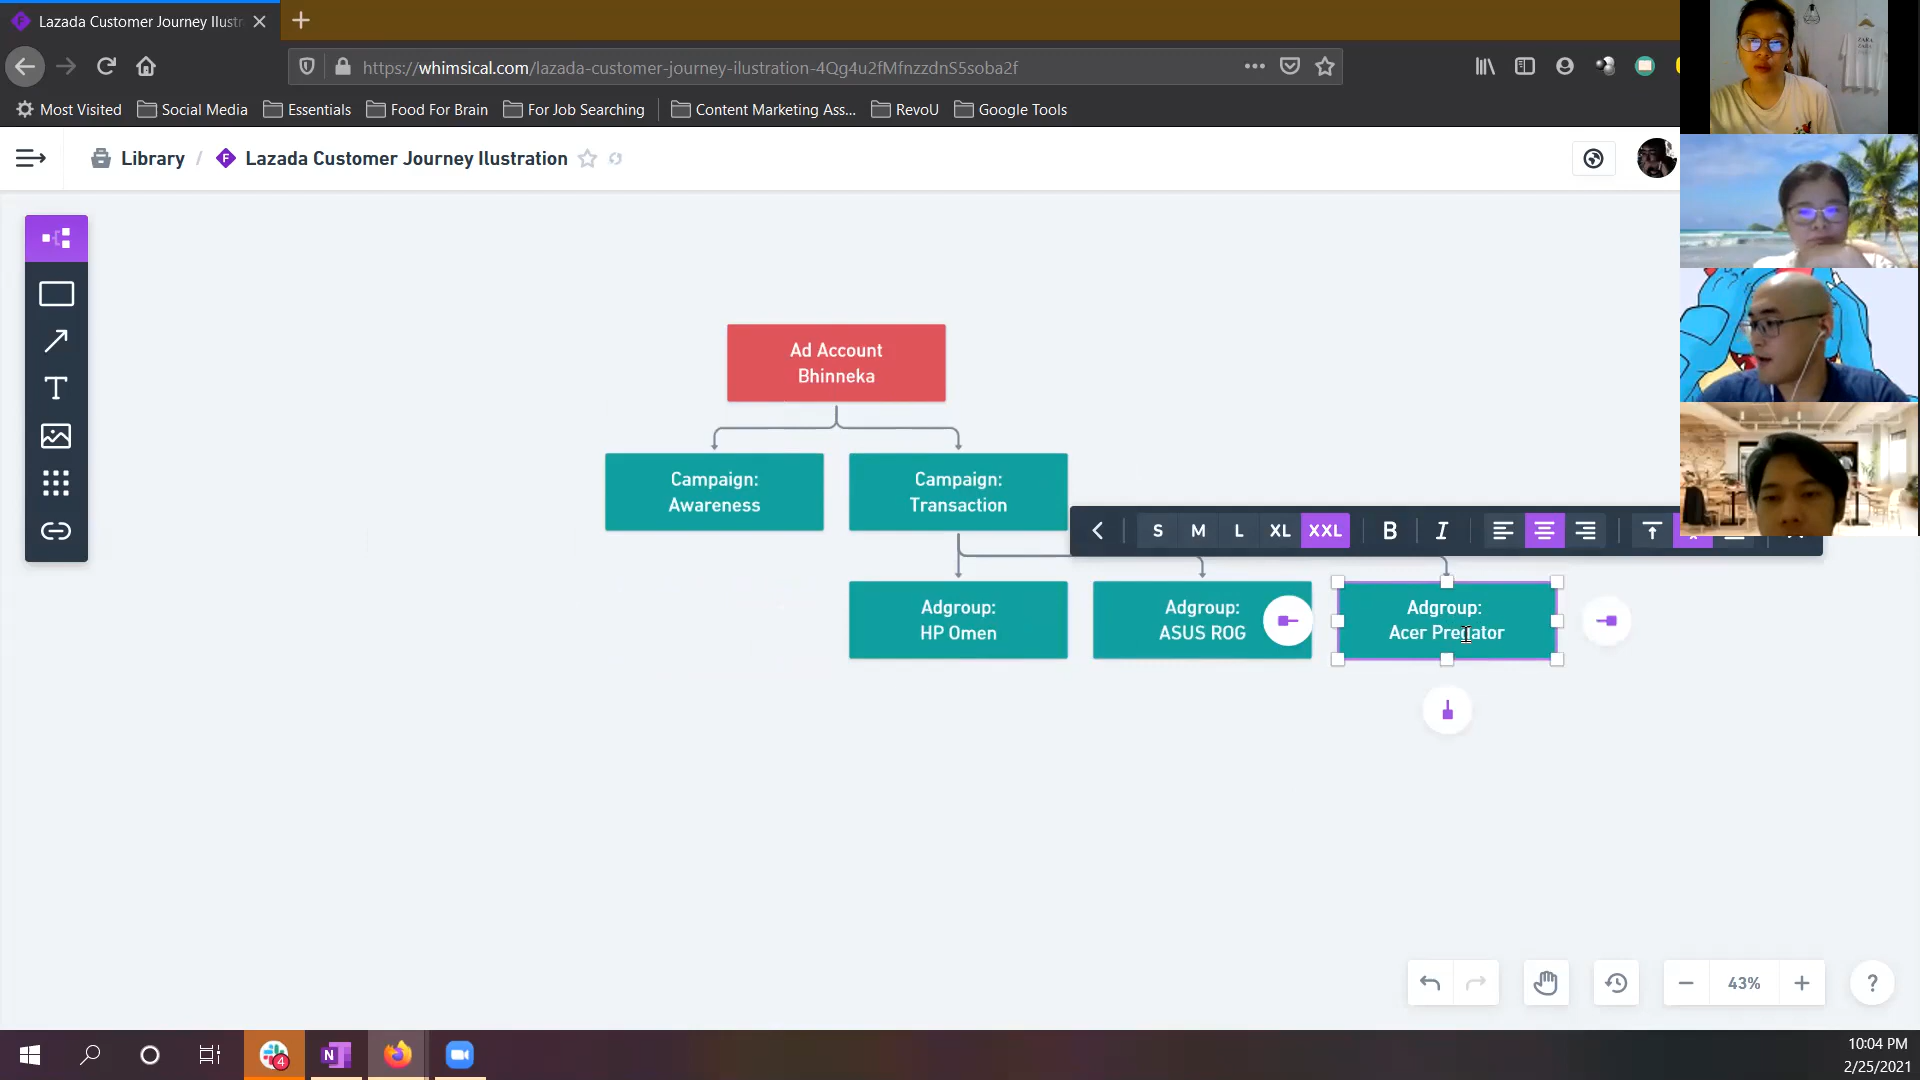 Lazada Customer Journey Ilustr
https://whimsical.com/lazada-customer-journey-ilustration-4Qg4u2fMfnzzdnS5soba2f
Most Visited
Social Media
Essentials
Food For Brain
For Job Searching
Content Marketing Ass...
RevoU
Google Tools
Library / Lazada Customer Journey Ilustration
Ad Account
Bhinneka
Campaign:
Awareness
Campaign:
Transaction
S M L XL XXL B I
Adgroup:
HP Omen
Adgroup:
ASUS ROG
Adgroup:
Acer Predator
T
43%
?
4
N
10:04 PM
2/25/2021
ZARA